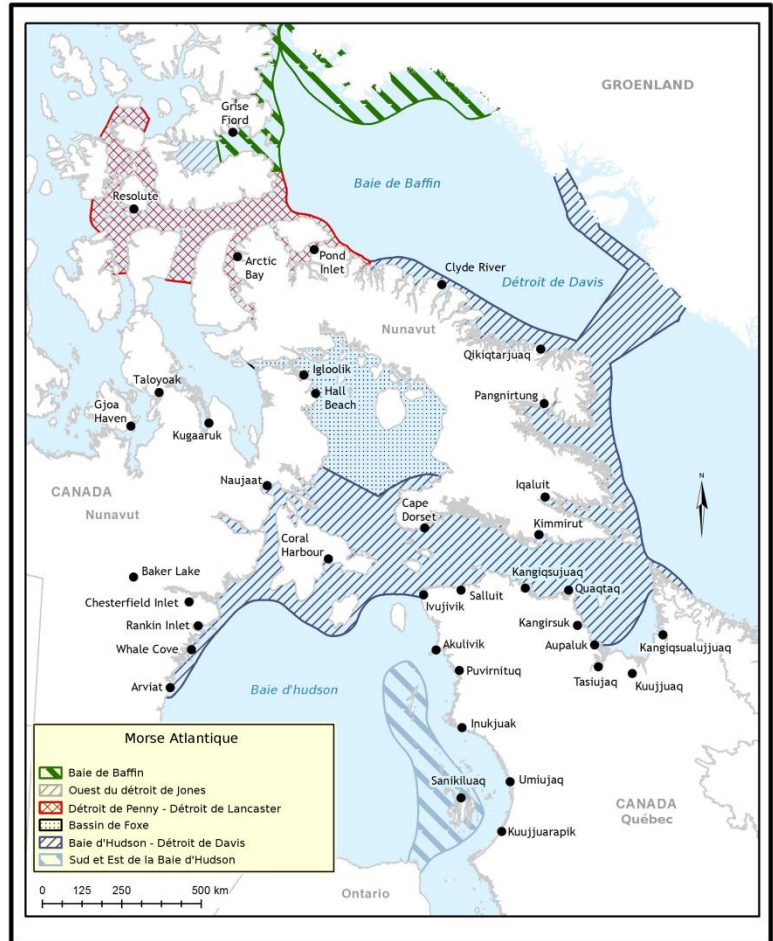 GROENLAND
Grise
Fiord
Baie de Baffin
Resolute
Arctic
Bay
Pond
Inlet
Clyde River
Détroit de Davis
Nunavut
Qikiqtarjuaq
Igloolik
Hall
Beach
Taloyoak
Gjoa
Haven
Kugaaruk
Pangnirtung
Naujaat
CANADA
Nunavut
Iqaluit
N
Cape
Dorset
Kimmirut
Coral
Harbour
Baker Lake
Kangiqsujuaq
Chesterfield Inlet
Ivujivik
Salluit
Quaqtaq
Rankin Inlet
Kangirsuk
Whale Cove
Akulivik
Aupaluk
Kangiqsualujjuaq
Puvirnituq
Tasiujaq
Kuujjuaq
Arviat
Baie d'hudson
Inukjuak
Sanikiluaq
Umiujaq
CANADA
Québec
Kuujjuarapik
Ontario
Morse Atlantique
Baie de Baffin
Ouest du détroit de Jones
Détroit de Penny - Détroit de Lancaster
Bassin de Foxe
Baie d'Hudson - Détroit de Davis
Sud et Est de la Baie d'Hudson
0 125 250 500 km